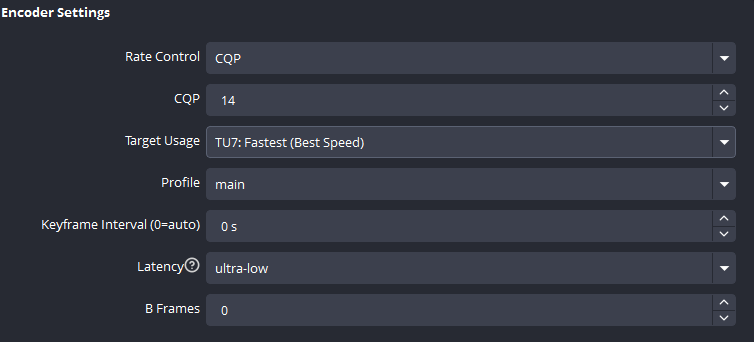 Encoder Settings
Rate Control CQP
CQP 14
Target Usage TU7: Fastest (Best Speed)
Profile main
Keyframe Interval (0=auto) 0 s
Latency ? ultra-low
B Frames 0